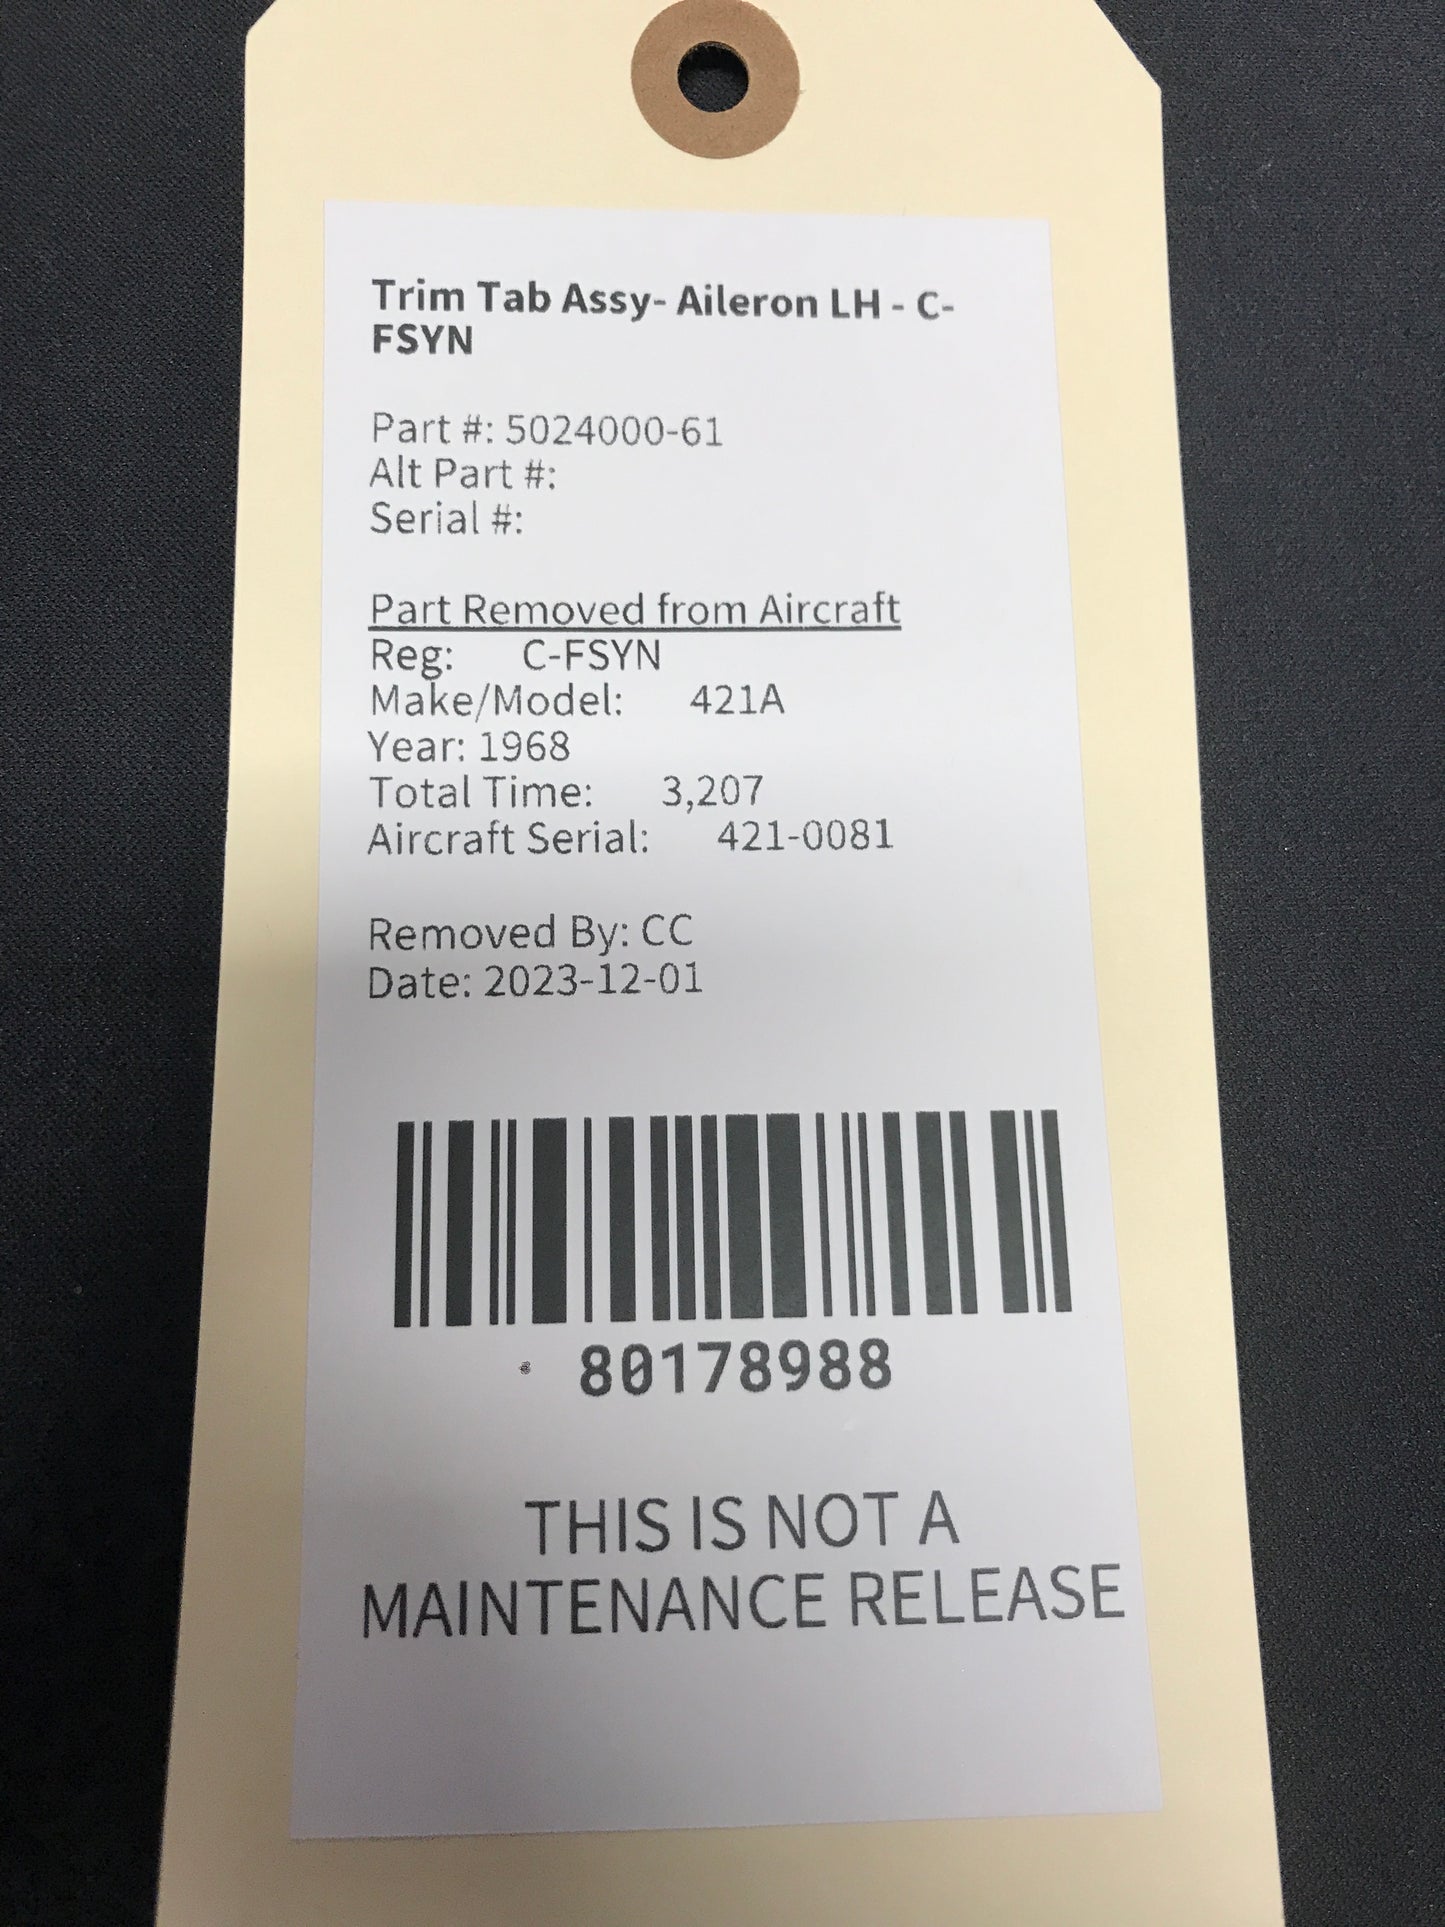 Trim Tab Assy- Aileron LH - C-
FSYN
Part #: 5024000-61
Alt Part #:
Serial #:
Part Removed from Aircraft
Reg: C-FSYN
Make/Model: 421A
Year: 1968
Total Time: 3,207
Aircraft Serial: 421-0081
Removed By: CC
Date: 2023-12-01
80178988
THIS IS NOT A
MAINTENANCE RELEASE